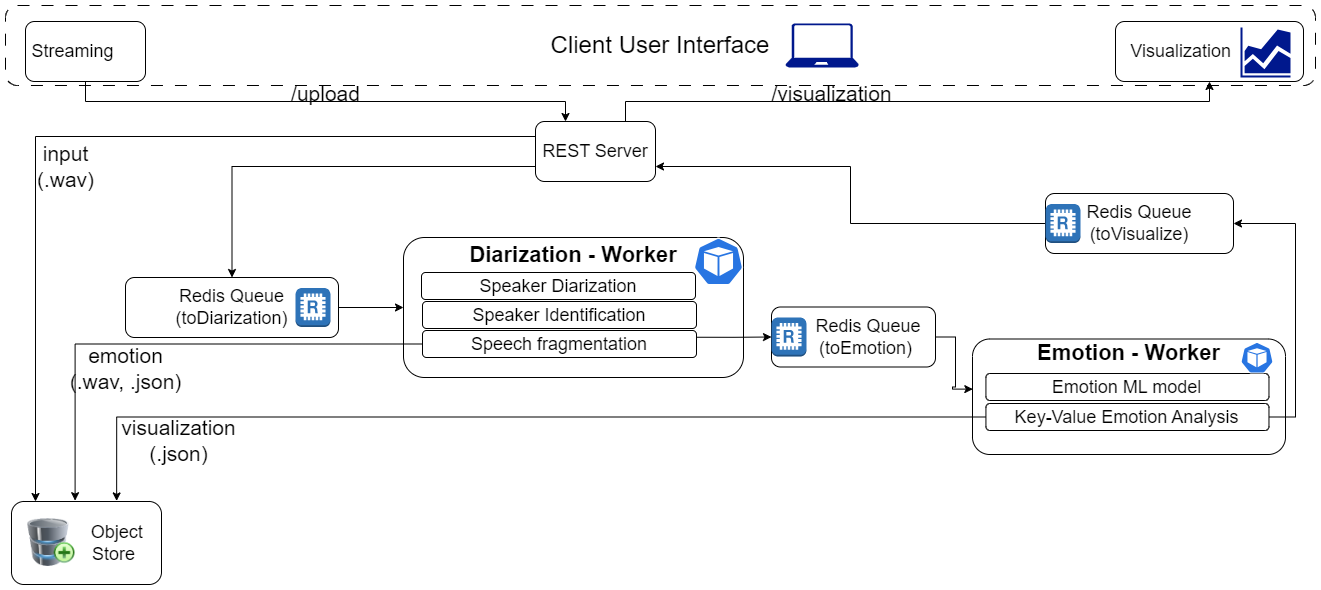 Streaming
Client User Interface
Visualization
/upload
/visualization
REST Server
input
(.wav)
Redis Queue
(toVisualize)
Diarization - Worker
Speaker Diarization
Speaker Identification
Speech fragmentation
Redis Queue
(toDiarization)
R
R
R
Redis Queue
(toEmotion)
emotion
(.wav, .json)
Emotion - Worker
Emotion ML model
Key-Value Emotion Analysis
visualization
(.json)
Object
Store